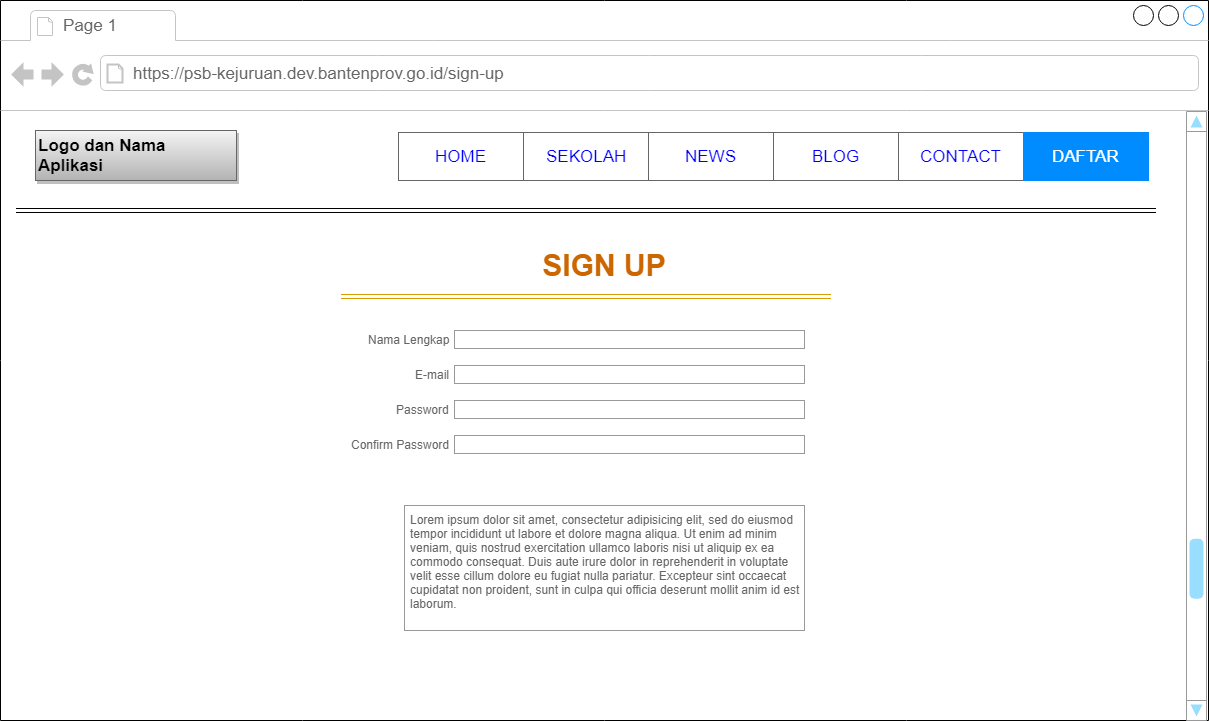 Page 1
https://psb-kejuruan.dev.bantenprov.go.id/sign-up
Logo dan Nama
Aplikasi
HOME
SEKOLAH
NEWS
BLOG
CONTACT
DAFTAR
SIGN UP
Nama Lengkap
E-mail
Password
Confirm Password
Lorem ipsum dolor sit amet, consectetur adipisicing elit, sed do eiusmod
tempor incididunt ut labore et dolore magna aliqua. Ut enim ad minim
veniam, quis nostrud exercitation ullamco laboris nisi ut aliquip ex ea
commodo consequat. Duis aute irure dolor in reprehenderit in voluptate
velit esse cillum dolore eu fugiat nulla pariatur. Excepteur sint occaecat
cupidatat non proident, sunt in culpa qui officia deserunt mollit anim id est
laborum.